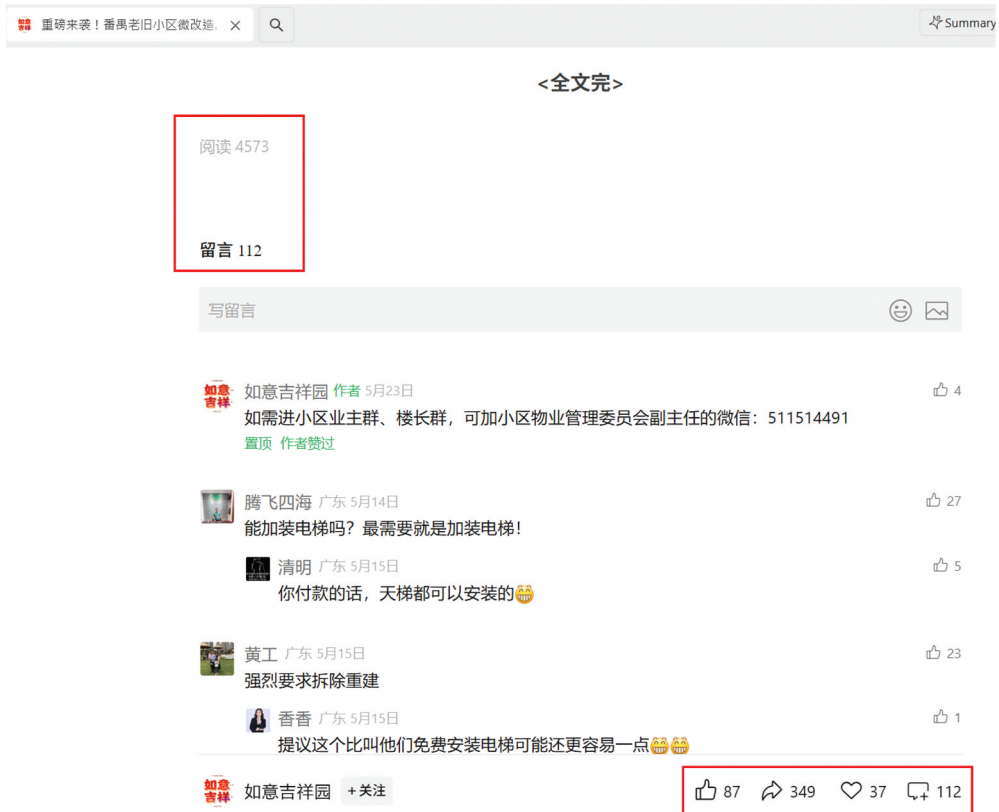 如意吉祥 重磅来袭！番禺老旧小区微改造. Summary
<全文完>
阅读 4573
留言 112
写留言
如意吉祥
如意吉祥园 作者 5月23日 4
如需进小区业主群、楼长群，可加小区物业管理委员会副主任的微信：511514491
置顶 作者赞过
腾飞四海 广东 5月14日 27
能加装电梯吗？最需要就是加装电梯！
清明 广东 5月15日 5
你付款的话，天梯都可以安装的😁
黄工 广东 5月15日 23
强烈要求拆除重建
香香 广东 5月15日 1
提议这个比叫他们免费安装电梯可能还更容易一点😁😁
如意吉祥 如意吉祥园 +关注 87 349 37 112